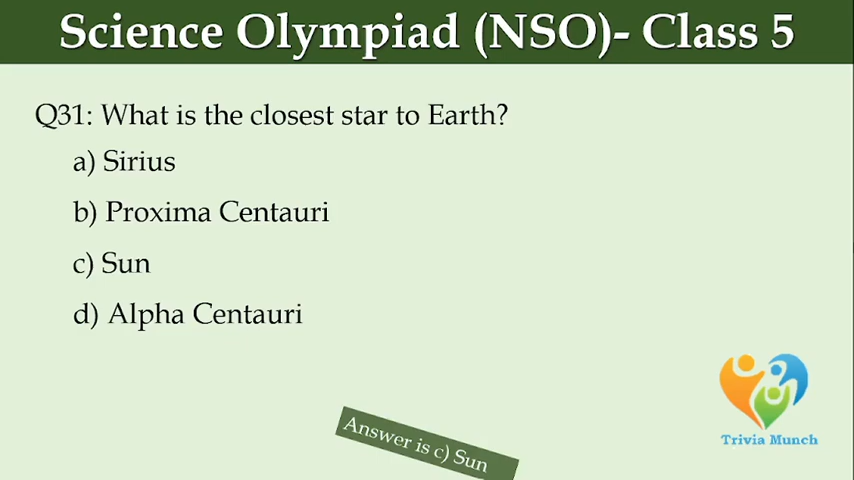 Science Olympiad (NSO)- Class 5
Q31: What is the closest star to Earth?
a) Sirius
b) Proxima Centauri
c) Sun
d) Alpha Centauri
Answer is c) Sun
Trivia Munch